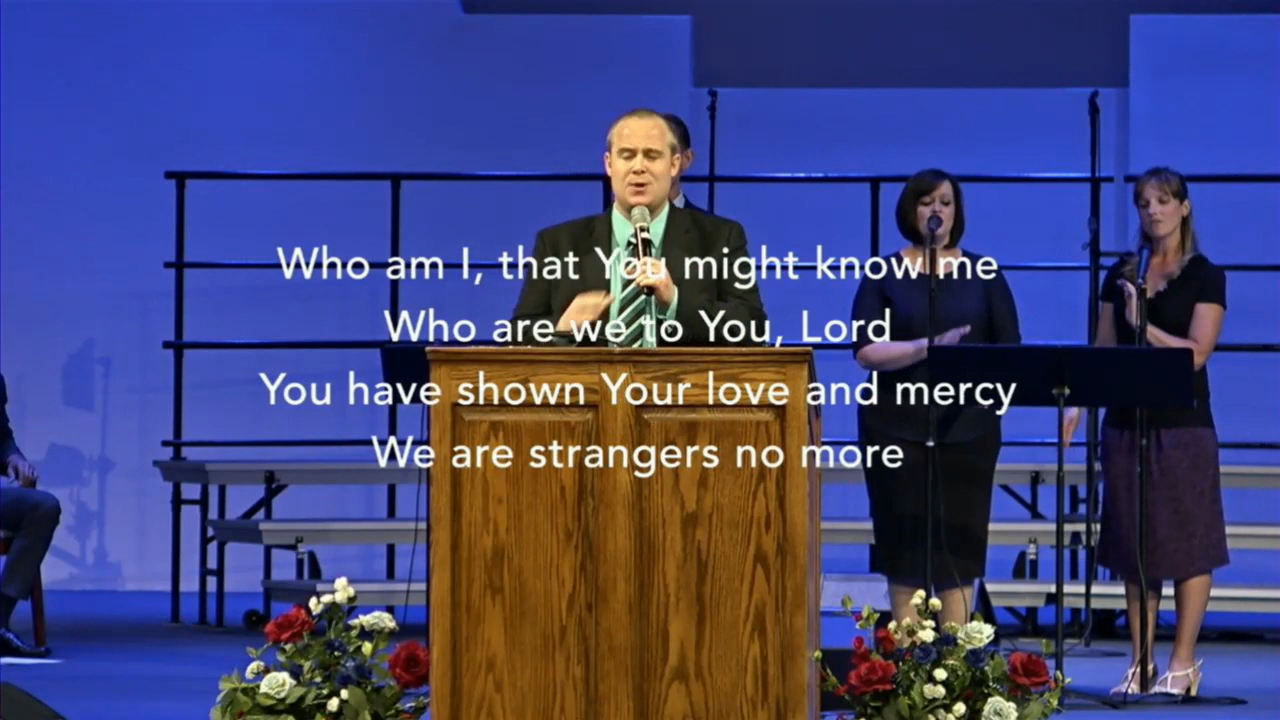 Who am I, that You might know me
Who are we to You, Lord
You have shown Your love and mercy
We are strangers no more